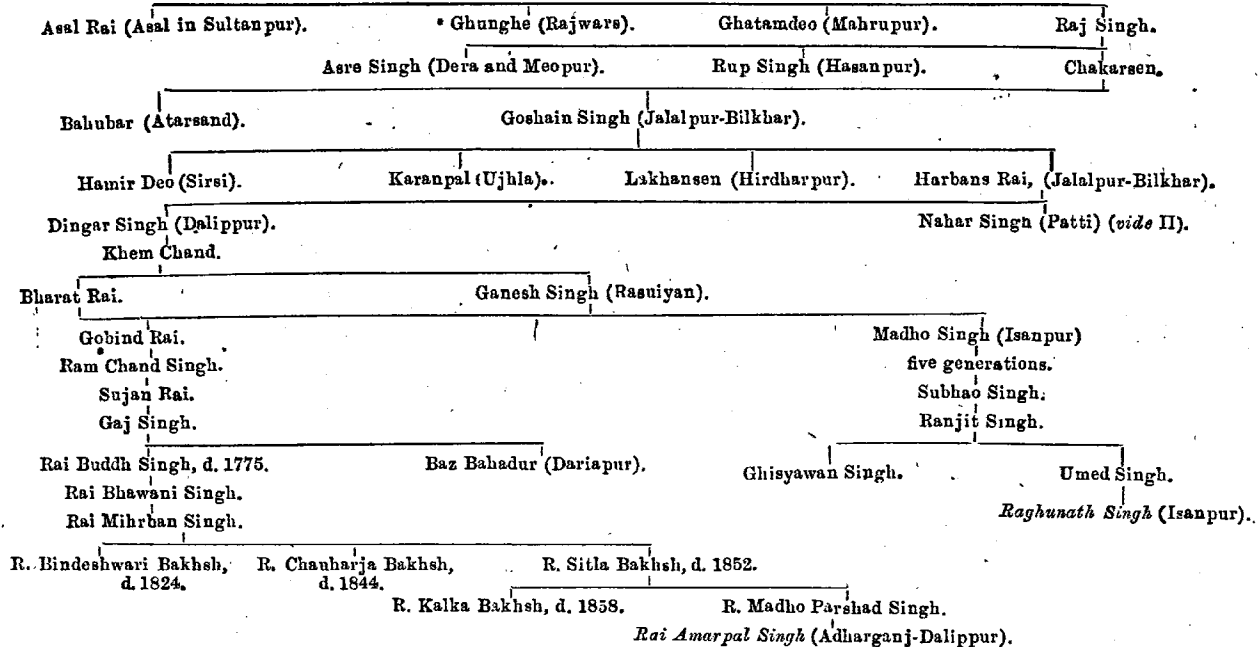 Asal Rai (Asal in Sultanpur). Ghunghe (Rajwars). Ghatamdeo (Mahrupur). Raj Singh.
Asre Singh (Dera and Meopur). Rup Singh (Hasanpur). Chakarsen.
Bahubar (Atarsand). Goshain Singh (Jalalpur-Bilkhar).
Hamir Deo (Sirsi). Karanpal (Ujhla). Lakhansen (Hirdharpur). Harbans Rai, (Jalalpur-Bilkhar).
Dingar Singh (Dalippur). Nahar Singh (Patti) (vide II).
Khem Chand.
Bharat Rai. Ganesh Singh (Rasuiyan).
Gobind Rai. Madho Singh (Isanpur)
Ram Chand Singh. five generations.
Sujan Rai. Subhao Singh.
Gaj Singh. Ranjit Singh.
Rai Buddh Singh, d. 1775. Baz Bahadur (Dariapur). Ghisyawan Singh. Umed Singh.
Rai Bhawani Singh.
Raghunath Singh (Isanpur).
Rai Mihrban Singh.
R. Bindeshwari Bakhsh, R. Chauharja Bakhsh, R. Sitla Bakhsh, d. 1852.
d. 1824. d. 1844.
R. Kalka Bakhsh, d. 1858. R. Madho Parshad Singh.
Rai Amarpal Singh (Adharganj-Dalippur).